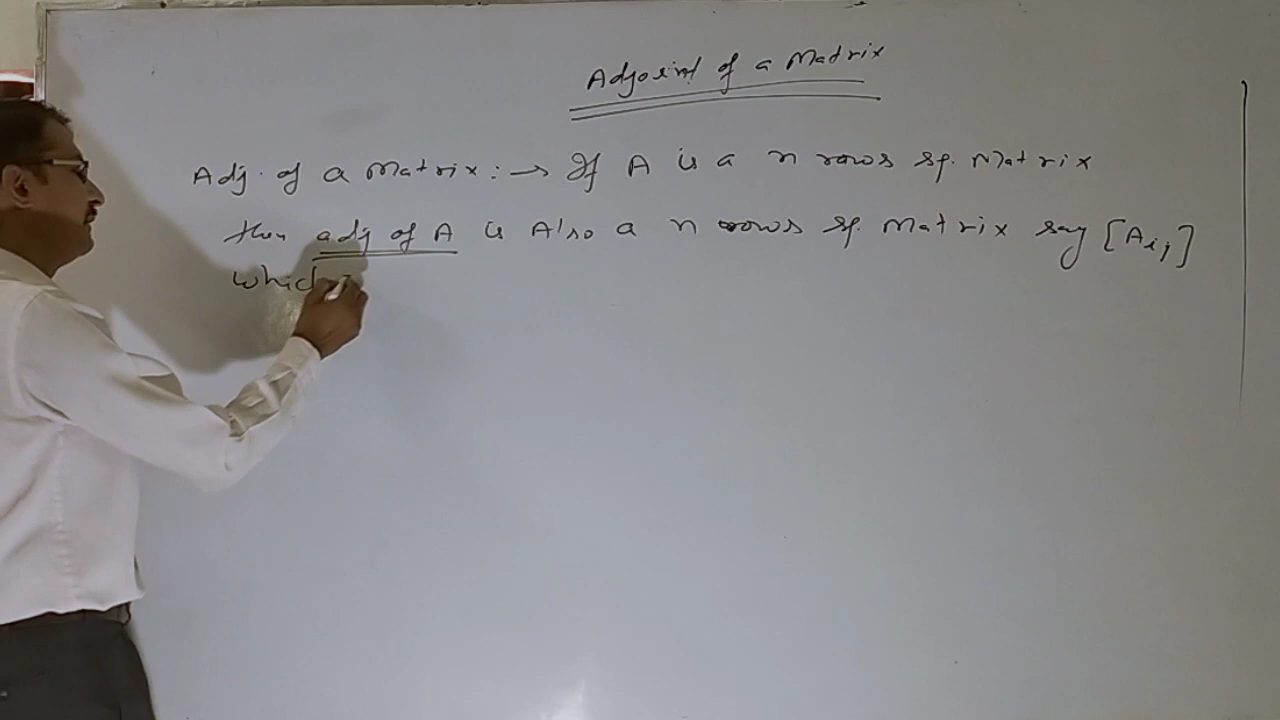 Adjoint of a Matrix
Adj. of a Matrix :→ If A is a n rows sq. Matrix
then adj of A is Also a n rows sq. Matrix say [Aij]
which